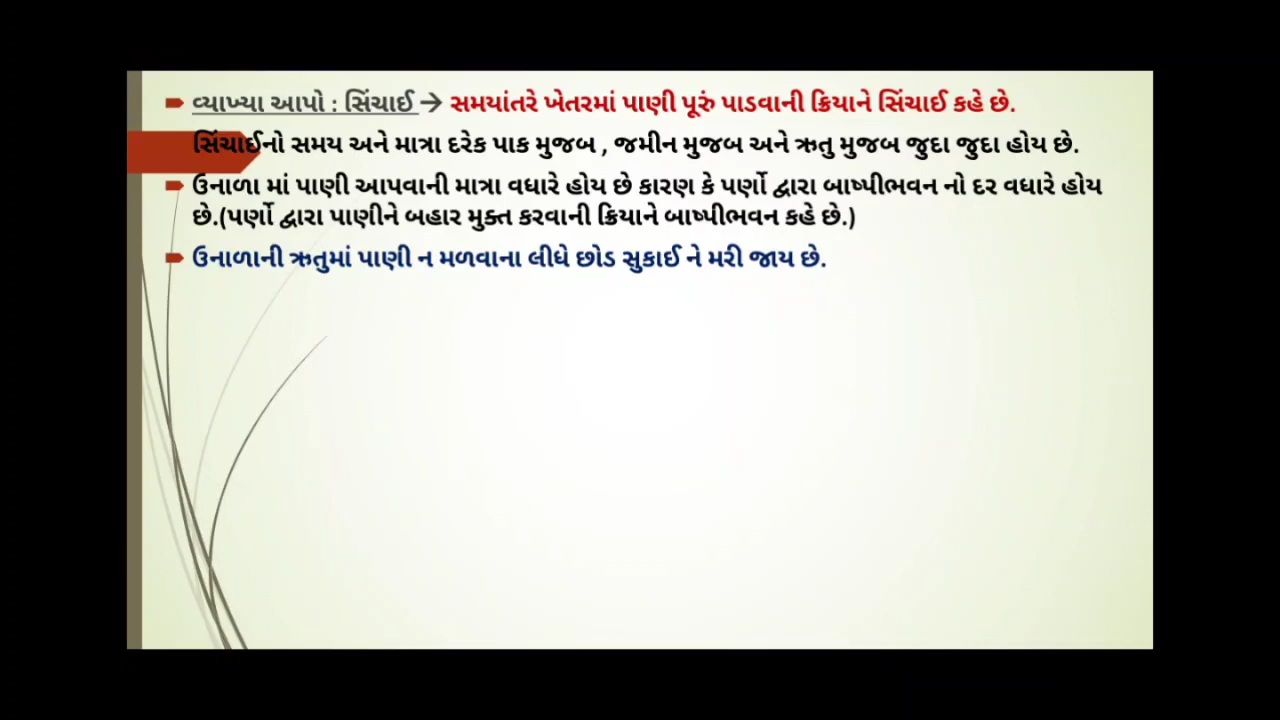 વ્યાખ્યા આપો : સિંચાઈ → સમયાંતરે ખેતરમાં પાણી પૂરું પાડવાની ક્રિયાને સિંચાઈ કહે છે.
સિંચાઈનો સમય અને માત્રા દરેક પાક મુજબ , જમીન મુજબ અને ઋતુ મુજબ જુદા જુદા હોય છે.
ઉનાળા માં પાણી આપવાની માત્રા વધારે હોય છે કારણ કે પર્ણો દ્વારા બાષ્પીભવન નો દર વધારે હોય
છે.(પર્ણો દ્વારા પાણીને બહાર મુક્ત કરવાની ક્રિયાને બાષ્પીભવન કહે છે.)
ઉનાળાની ઋતુમાં પાણી ન મળવાના લીધે છોડ સુકાઈ ને મરી જાય છે.